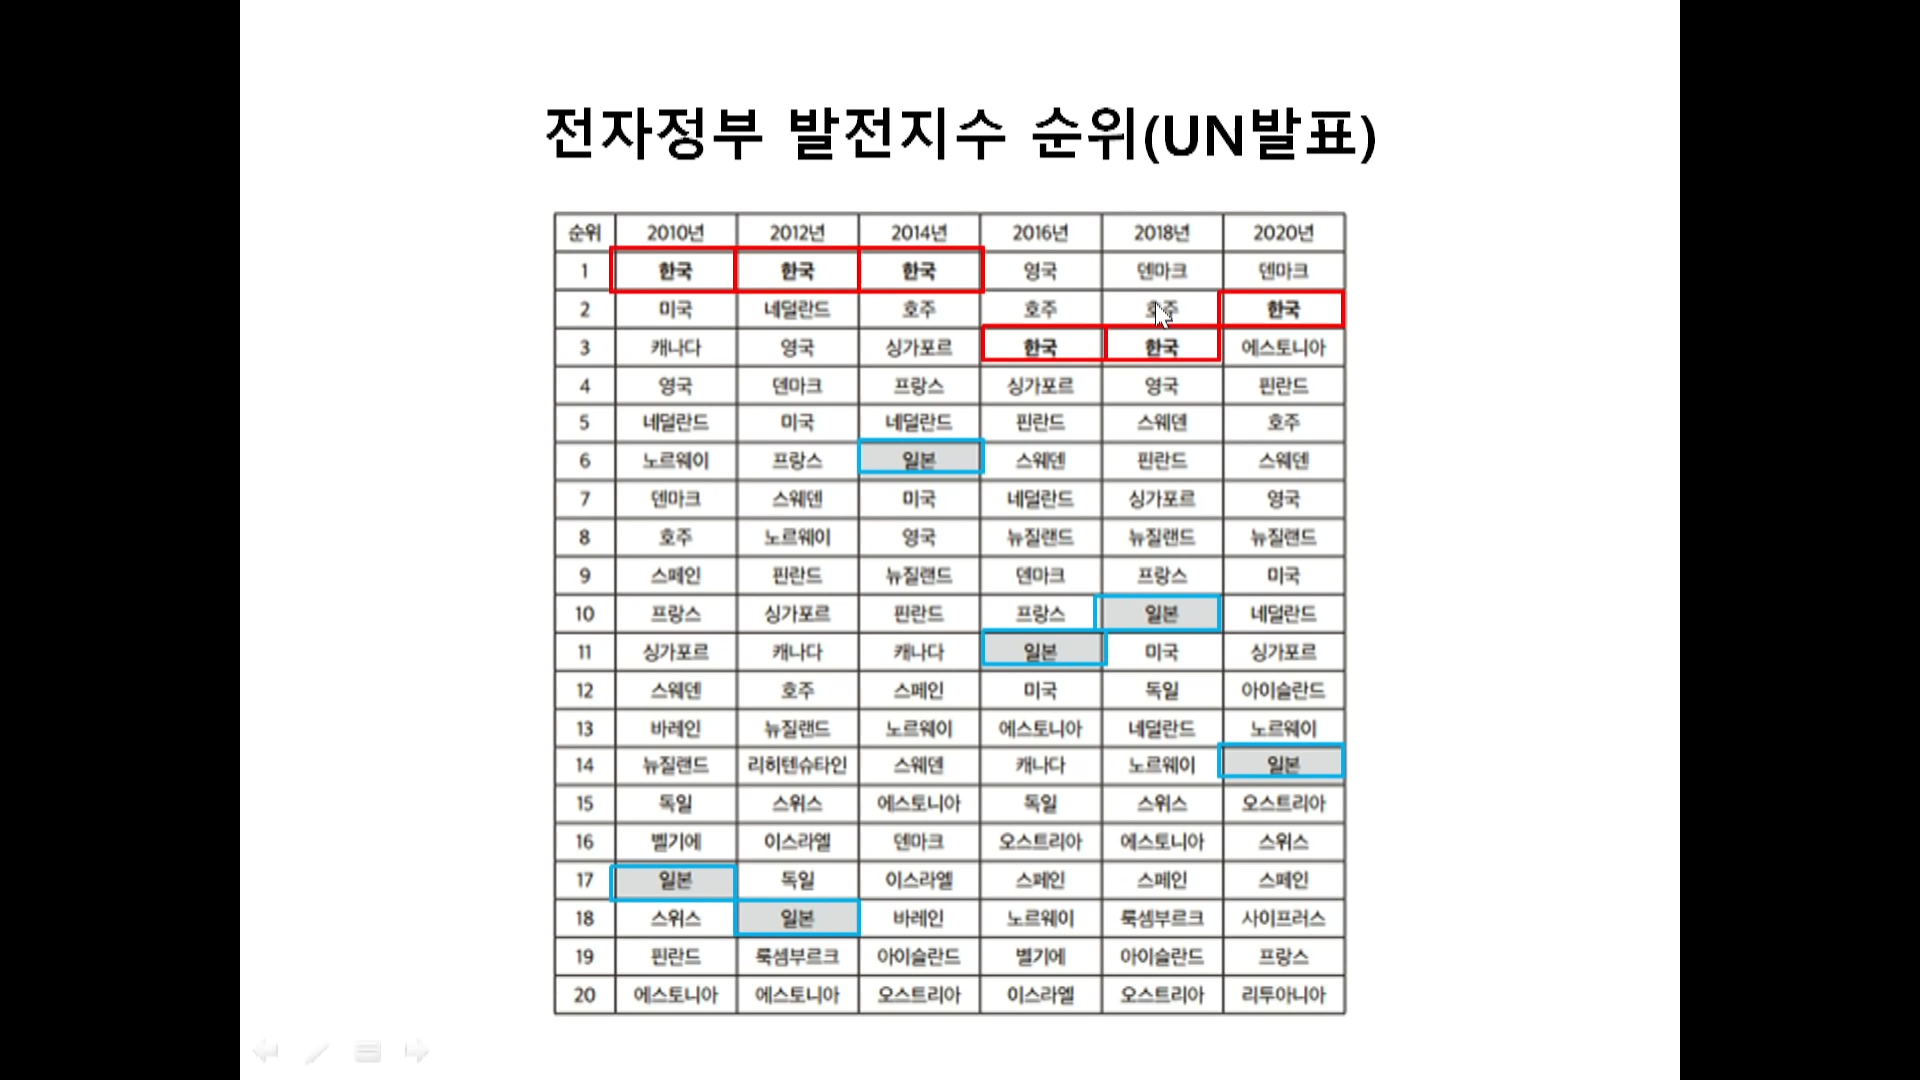 전자정부 발전지수 순위(UN발표)
순위 2010년 2012년 2014년 2016년 2018년 2020년
1 한국 한국 한국 영국 덴마크 덴마크
2 미국 네덜란드 호주 호주 호주 한국
3 캐나다 영국 싱가포르 한국 한국 에스토니아
4 영국 덴마크 프랑스 싱가포르 영국 핀란드
5 네덜란드 미국 네덜란드 핀란드 스웨덴 호주
6 노르웨이 프랑스 일본 스웨덴 핀란드 스웨덴
7 덴마크 스웨덴 미국 네덜란드 싱가포르 영국
8 호주 노르웨이 영국 뉴질랜드 뉴질랜드 뉴질랜드
9 스페인 핀란드 뉴질랜드 덴마크 프랑스 미국
10 프랑스 싱가포르 핀란드 프랑스 일본 네덜란드
11 싱가포르 캐나다 캐나다 일본 미국 싱가포르
12 스웨덴 호주 스페인 미국 독일 아이슬란드
13 바레인 뉴질랜드 노르웨이 에스토니아 네덜란드 노르웨이
14 뉴질랜드 리히텐슈타인 스웨덴 캐나다 노르웨이 일본
15 독일 스위스 에스토니아 독일 스위스 오스트리아
16 벨기에 이스라엘 덴마크 오스트리아 에스토니아 스위스
17 일본 독일 이스라엘 스페인 스페인 스페인
18 스위스 일본 바레인 노르웨이 룩셈부르크 사이프러스
19 핀란드 룩셈부르크 아이슬란드 벨기에 아이슬란드 프랑스
20 에스토니아 에스토니아 오스트리아 이스라엘 오스트리아 리투아니아